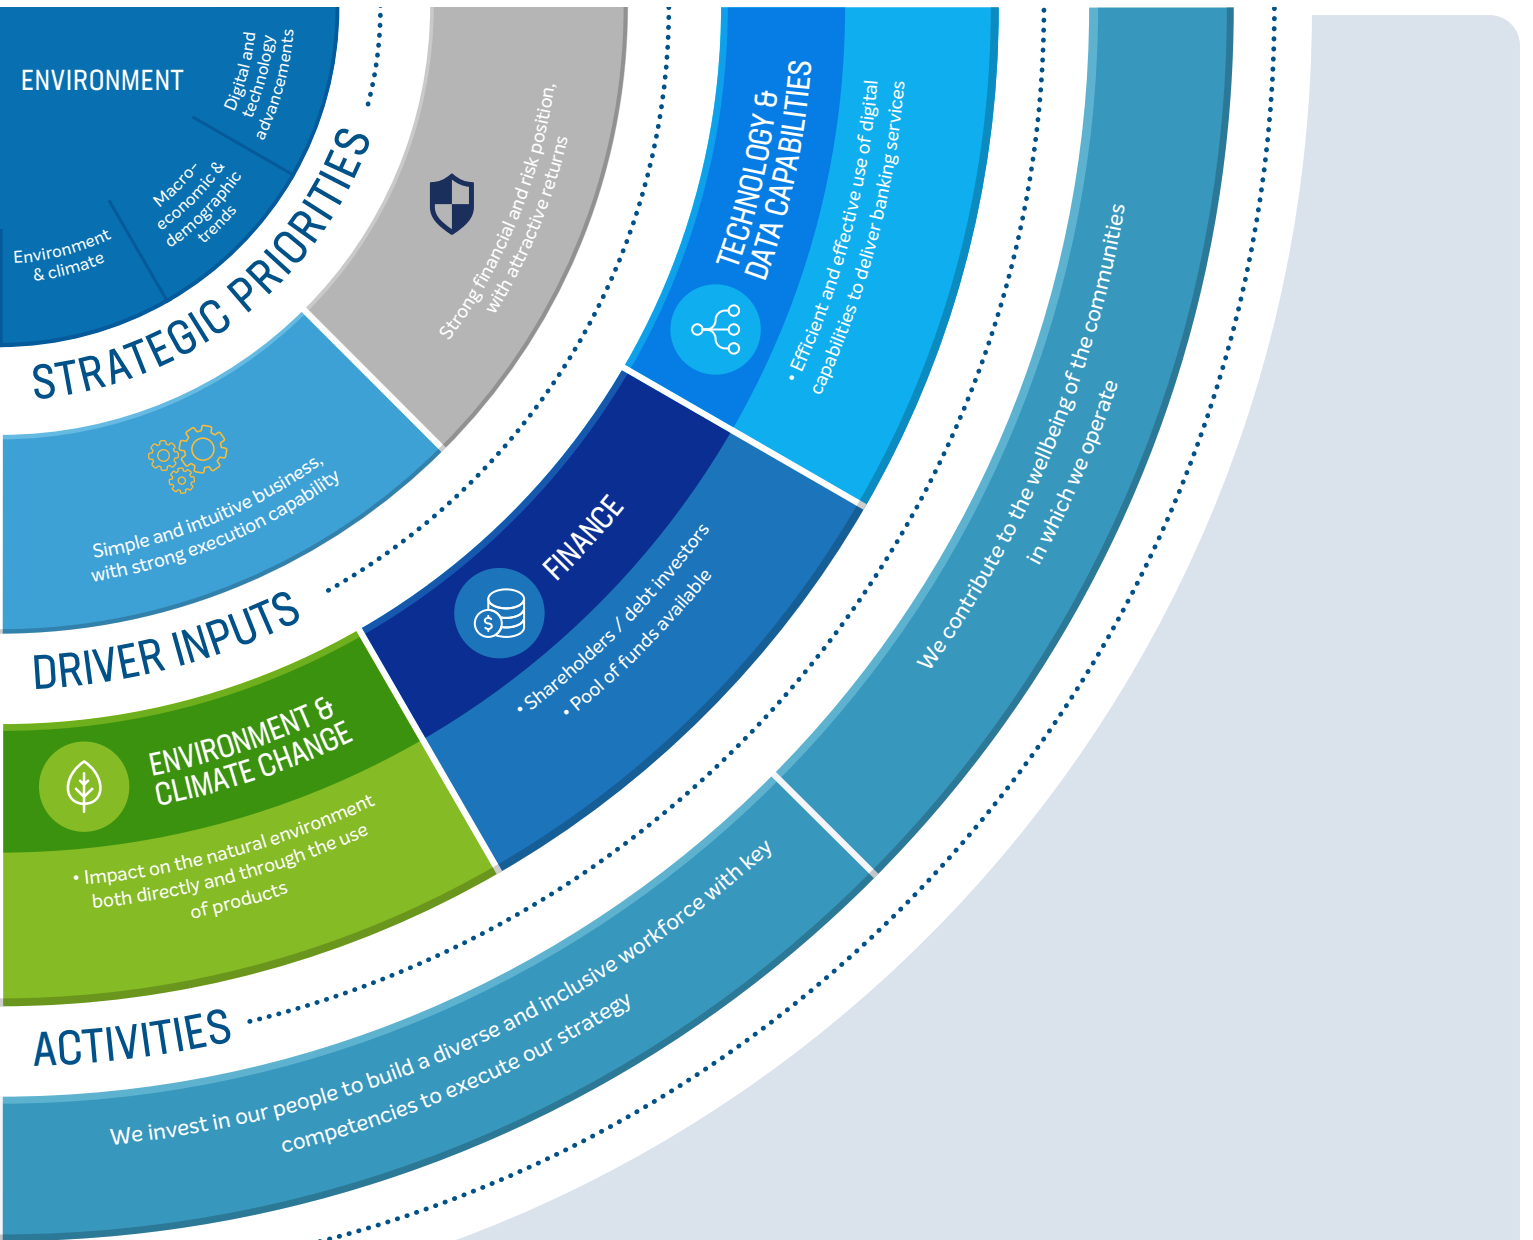 ENVIRONMENT
Digital and
technology
advancements
Macro-
economic &
demographic
trends
Environment
& climate
STRATEGIC PRIORITIES
Strong financial and risk position,
with attractive returns
Simple and intuitive business,
with strong execution capability
DRIVER INPUTS
TECHNOLOGY &
DATA CAPABILITIES
• Efficient and effective use of digital
capabilities to deliver banking services
FINANCE
$
• Shareholders / debt investors
• Pool of funds available
ENVIRONMENT &
CLIMATE CHANGE
• Impact on the natural environment
both directly and through the use
of products
ACTIVITIES
We contribute to the wellbeing of the communities
in which we operate
We invest in our people to build a diverse and inclusive workforce with key
competencies to execute our strategy